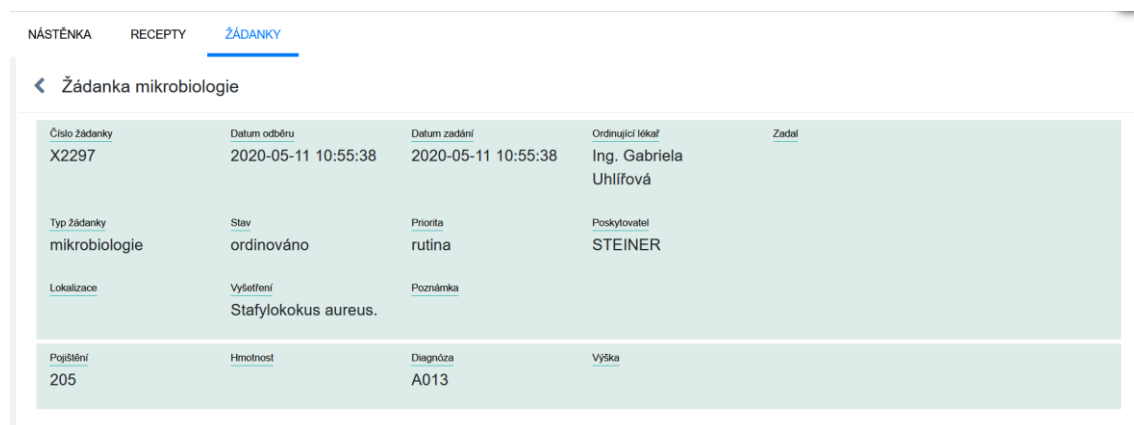 NÁSTĚNKA RECEPTY ŽÁDANKY
Žádanka mikrobiologie
Číslo žádanky Datum odběru Datum zadání Ordinující lékař Zadal
X2297 2020-05-11 10:55:38 2020-05-11 10:55:38 Ing. Gabriela
Uhlířová
Typ žádanky Stav Priorita Poskytovatel
mikrobiologie ordinováno rutina STEINER
Lokalizace Vyšetření Poznámka
Stafylokokus aureus.
Pojištění Hmotnost Diagnóza Výška
205 A013